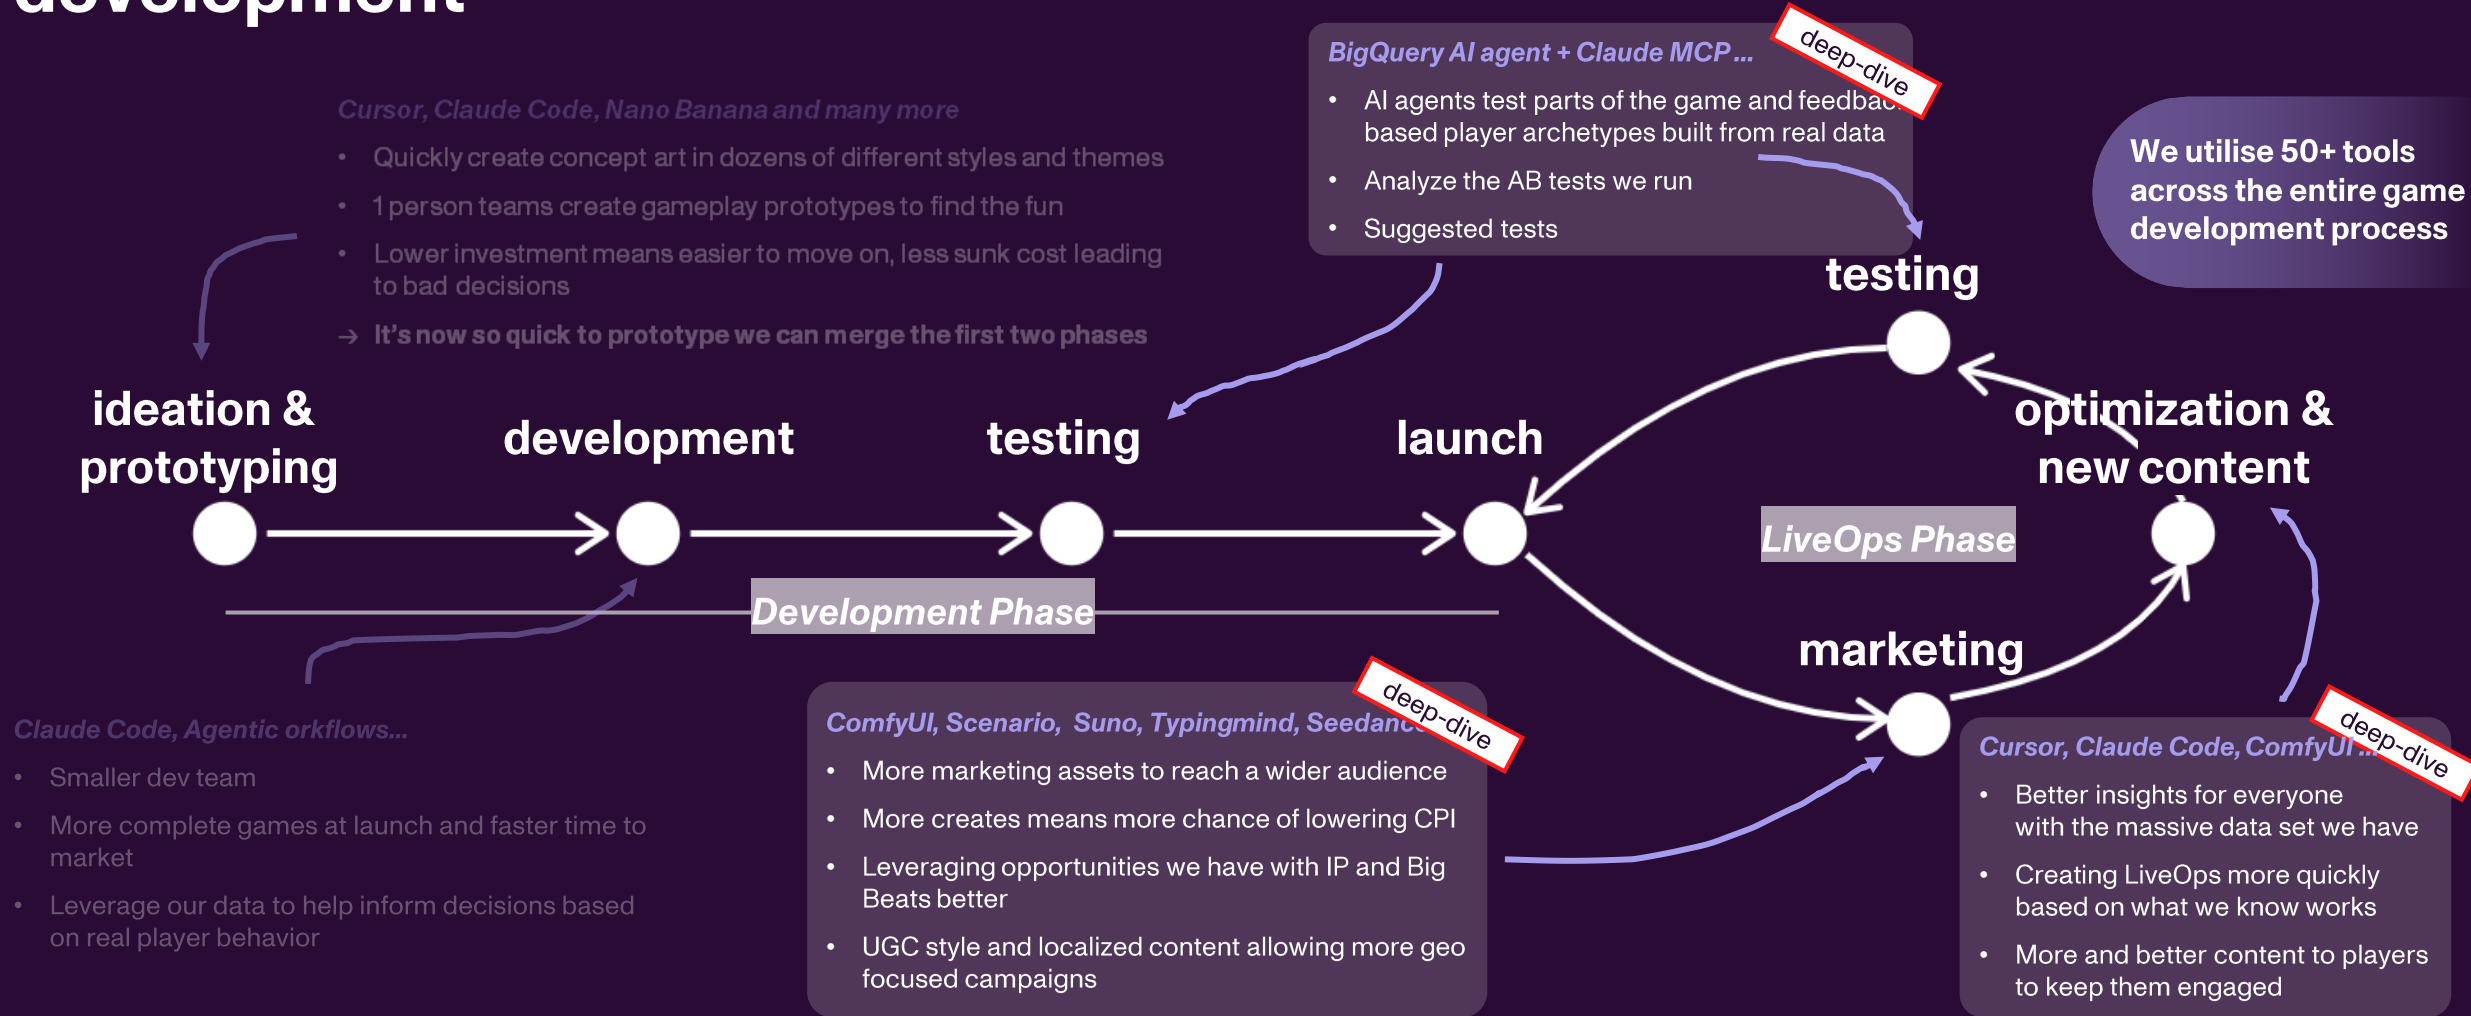 development
Cursor, Claude Code, Nano Banana and many more
• Quickly create concept art in dozens of different styles and themes
• 1 person teams create gameplay prototypes to find the fun
• Lower investment means easier to move on, less sunk cost leading
to bad decisions
→ It's now so quick to prototype we can merge the first two phases
BigQuery AI agent + Claude MCP...
deep-dive
• AI agents test parts of the game and feedback
based player archetypes built from real data
• Analyze the AB tests we run
• Suggested tests
We utilise 50+ tools
across the entire game
development process
ideation &
prototyping
development
testing
launch
testing
optimization &
new content
marketing
LiveOps Phase
Development Phase
Claude Code, Agentic orkflows...
• Smaller dev team
• More complete games at launch and faster time to
market
• Leverage our data to help inform decisions based
on real player behavior
ComfyUI, Scenario, Suno, Typingmind, Seedance
deep-dive
• More marketing assets to reach a wider audience
• More creates means more chance of lowering CPI
• Leveraging opportunities we have with IP and Big
Beats better
• UGC style and localized content allowing more geo
focused campaigns
Cursor, Claude Code, ComfyUI...
deep-dive
• Better insights for everyone
with the massive data set we have
• Creating LiveOps more quickly
based on what we know works
• More and better content to players
to keep them engaged